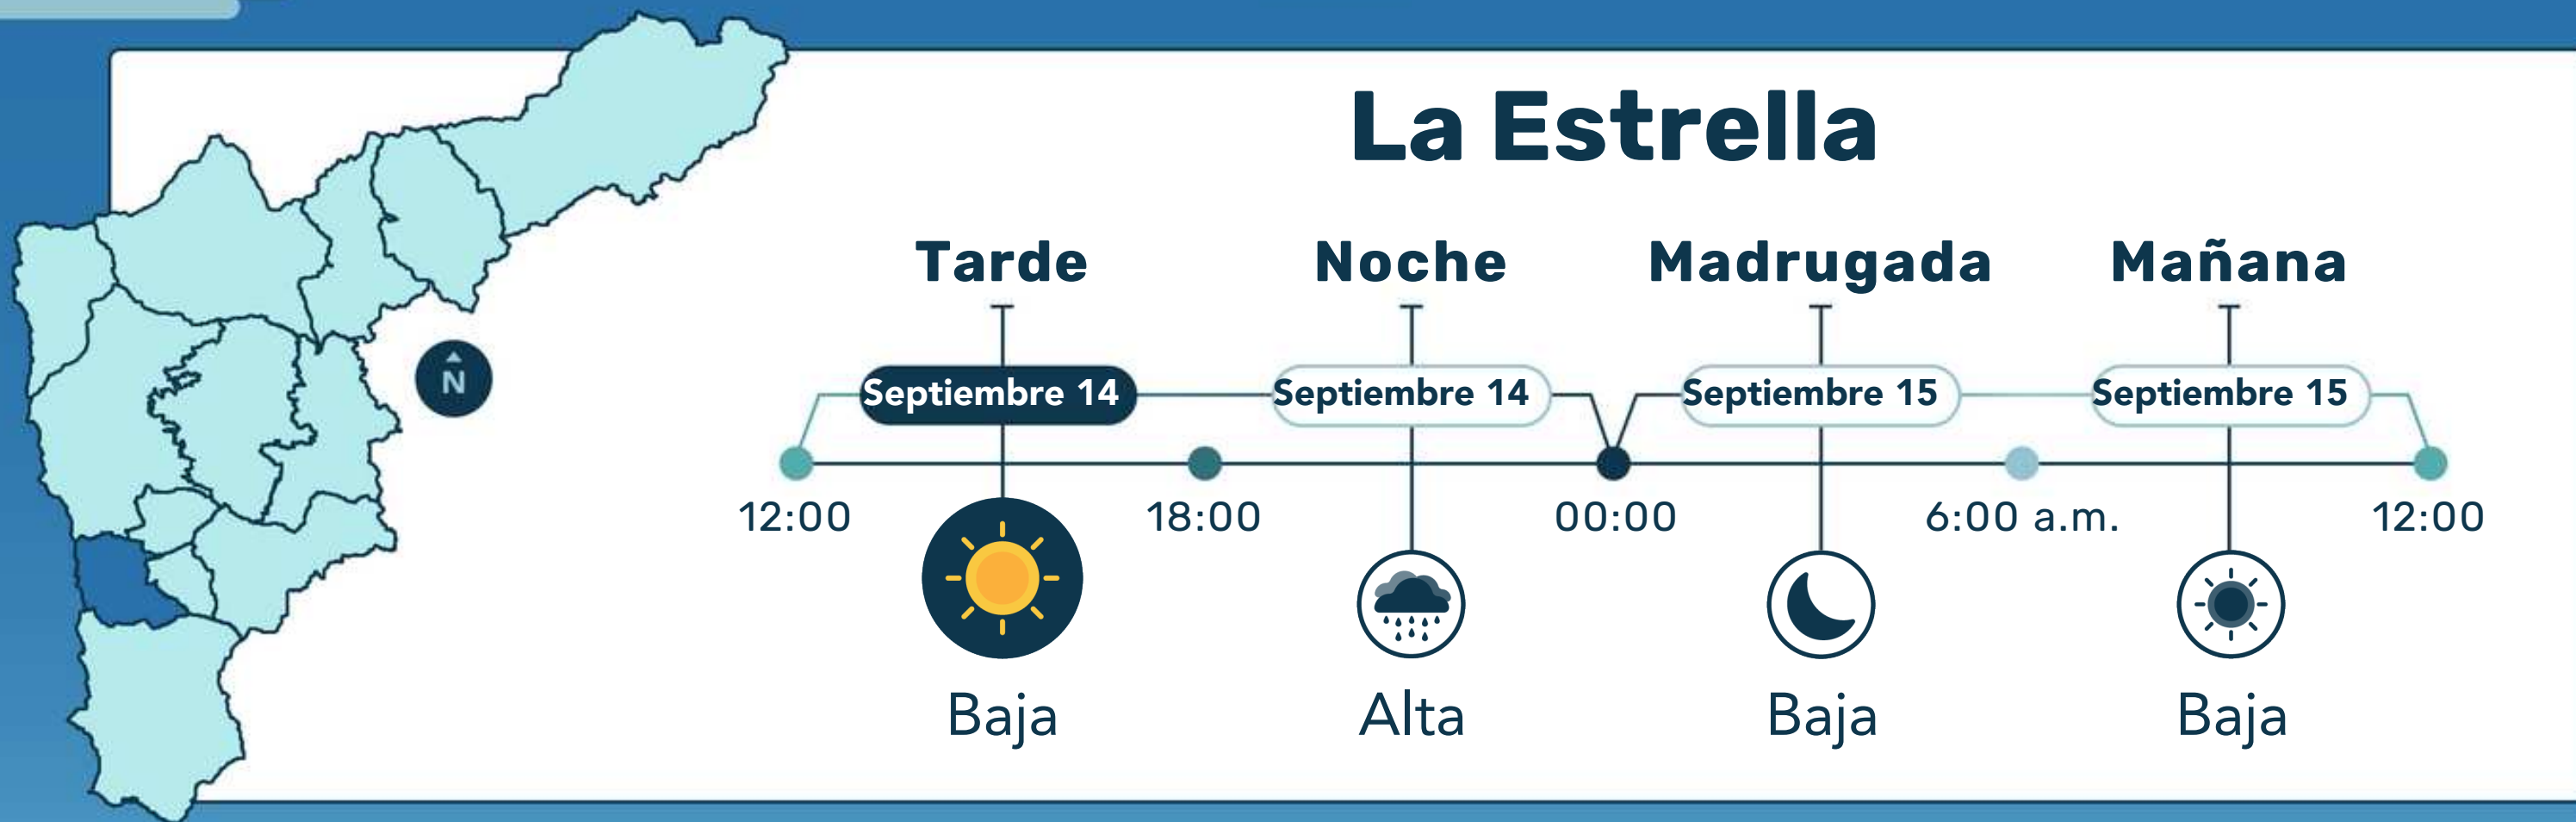 La Estrella
Tarde Noche Madrugada Mañana
Septiembre 14 Septiembre 14 Septiembre 15 Septiembre 15
N
12:00 18:00 00:00 6:00 a.m. 12:00
Baja Alta Baja Baja